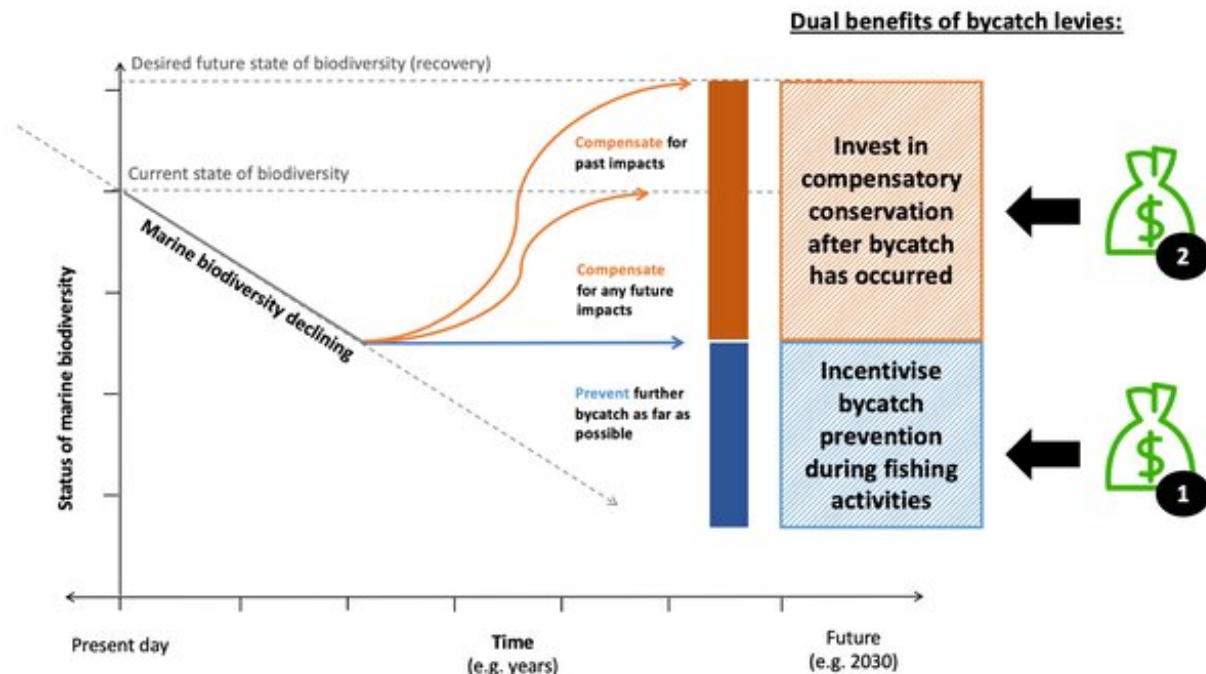 Dual benefits of bycatch levies:
Desired future state of biodiversity (recovery)
Current state of biodiversity
Marine biodiversity declining
Status of marine biodiversity
Compensate for
past impacts
Compensate
for any future
impacts
Prevent further
bycatch as far as
possible
Invest in
compensatory
conservation
after bycatch
has occurred
$
2
Incentivise
bycatch
prevention
during fishing
activities
$
1
Present day
Time
(e.g. years)
Future
(e.g. 2030)